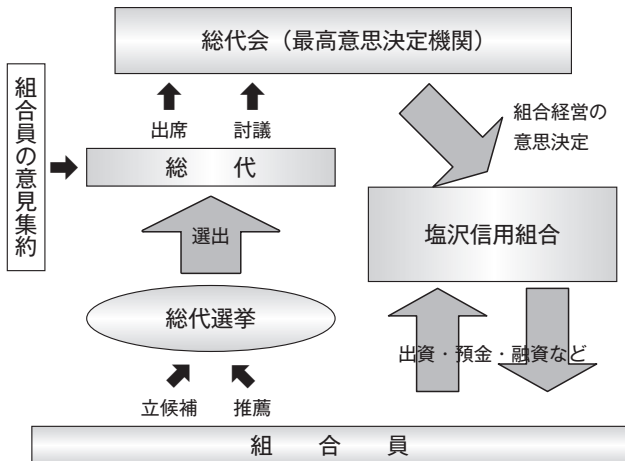 総代会（最高意思決定機関）
出席
討議
組合経営の
意思決定
組合員の意見集約
総　代
選出
塩沢信用組合
総代選挙
出資・預金・融資など
立候補
推薦
組　合　員